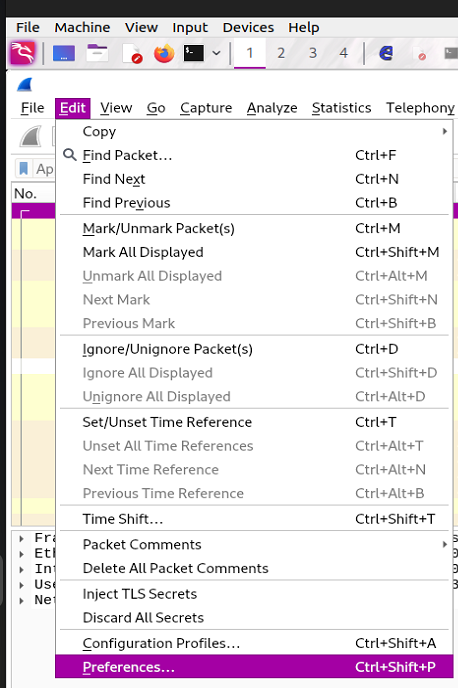 File Machine View Input Devices Help
1 2 3 4
File Edit View Go Capture Analyze Statistics Telephony
Ap
No.
Copy
Find Packet... Ctrl+F
Find Next Ctrl+N
Find Previous Ctrl+B
Mark/Unmark Packet(s) Ctrl+M
Mark All Displayed Ctrl+Shift+M
Unmark All Displayed Ctrl+Alt+M
Next Mark Ctrl+Shift+N
Previous Mark Ctrl+Shift+B
Ignore/Unignore Packet(s) Ctrl+D
Ignore All Displayed Ctrl+Shift+D
Unignore All Displayed Ctrl+Alt+D
Set/Unset Time Reference Ctrl+T
Unset All Time References Ctrl+Alt+T
Next Time Reference Ctrl+Alt+N
Previous Time Reference Ctrl+Alt+B
Time Shift... Ctrl+Shift+T
Fra
Packet Comments
Eth
Delete All Packet Comments
Int
Inject TLS Secrets
Use
Net
Discard All Secrets
Configuration Profiles... Ctrl+Shift+A
Preferences... Ctrl+Shift+P